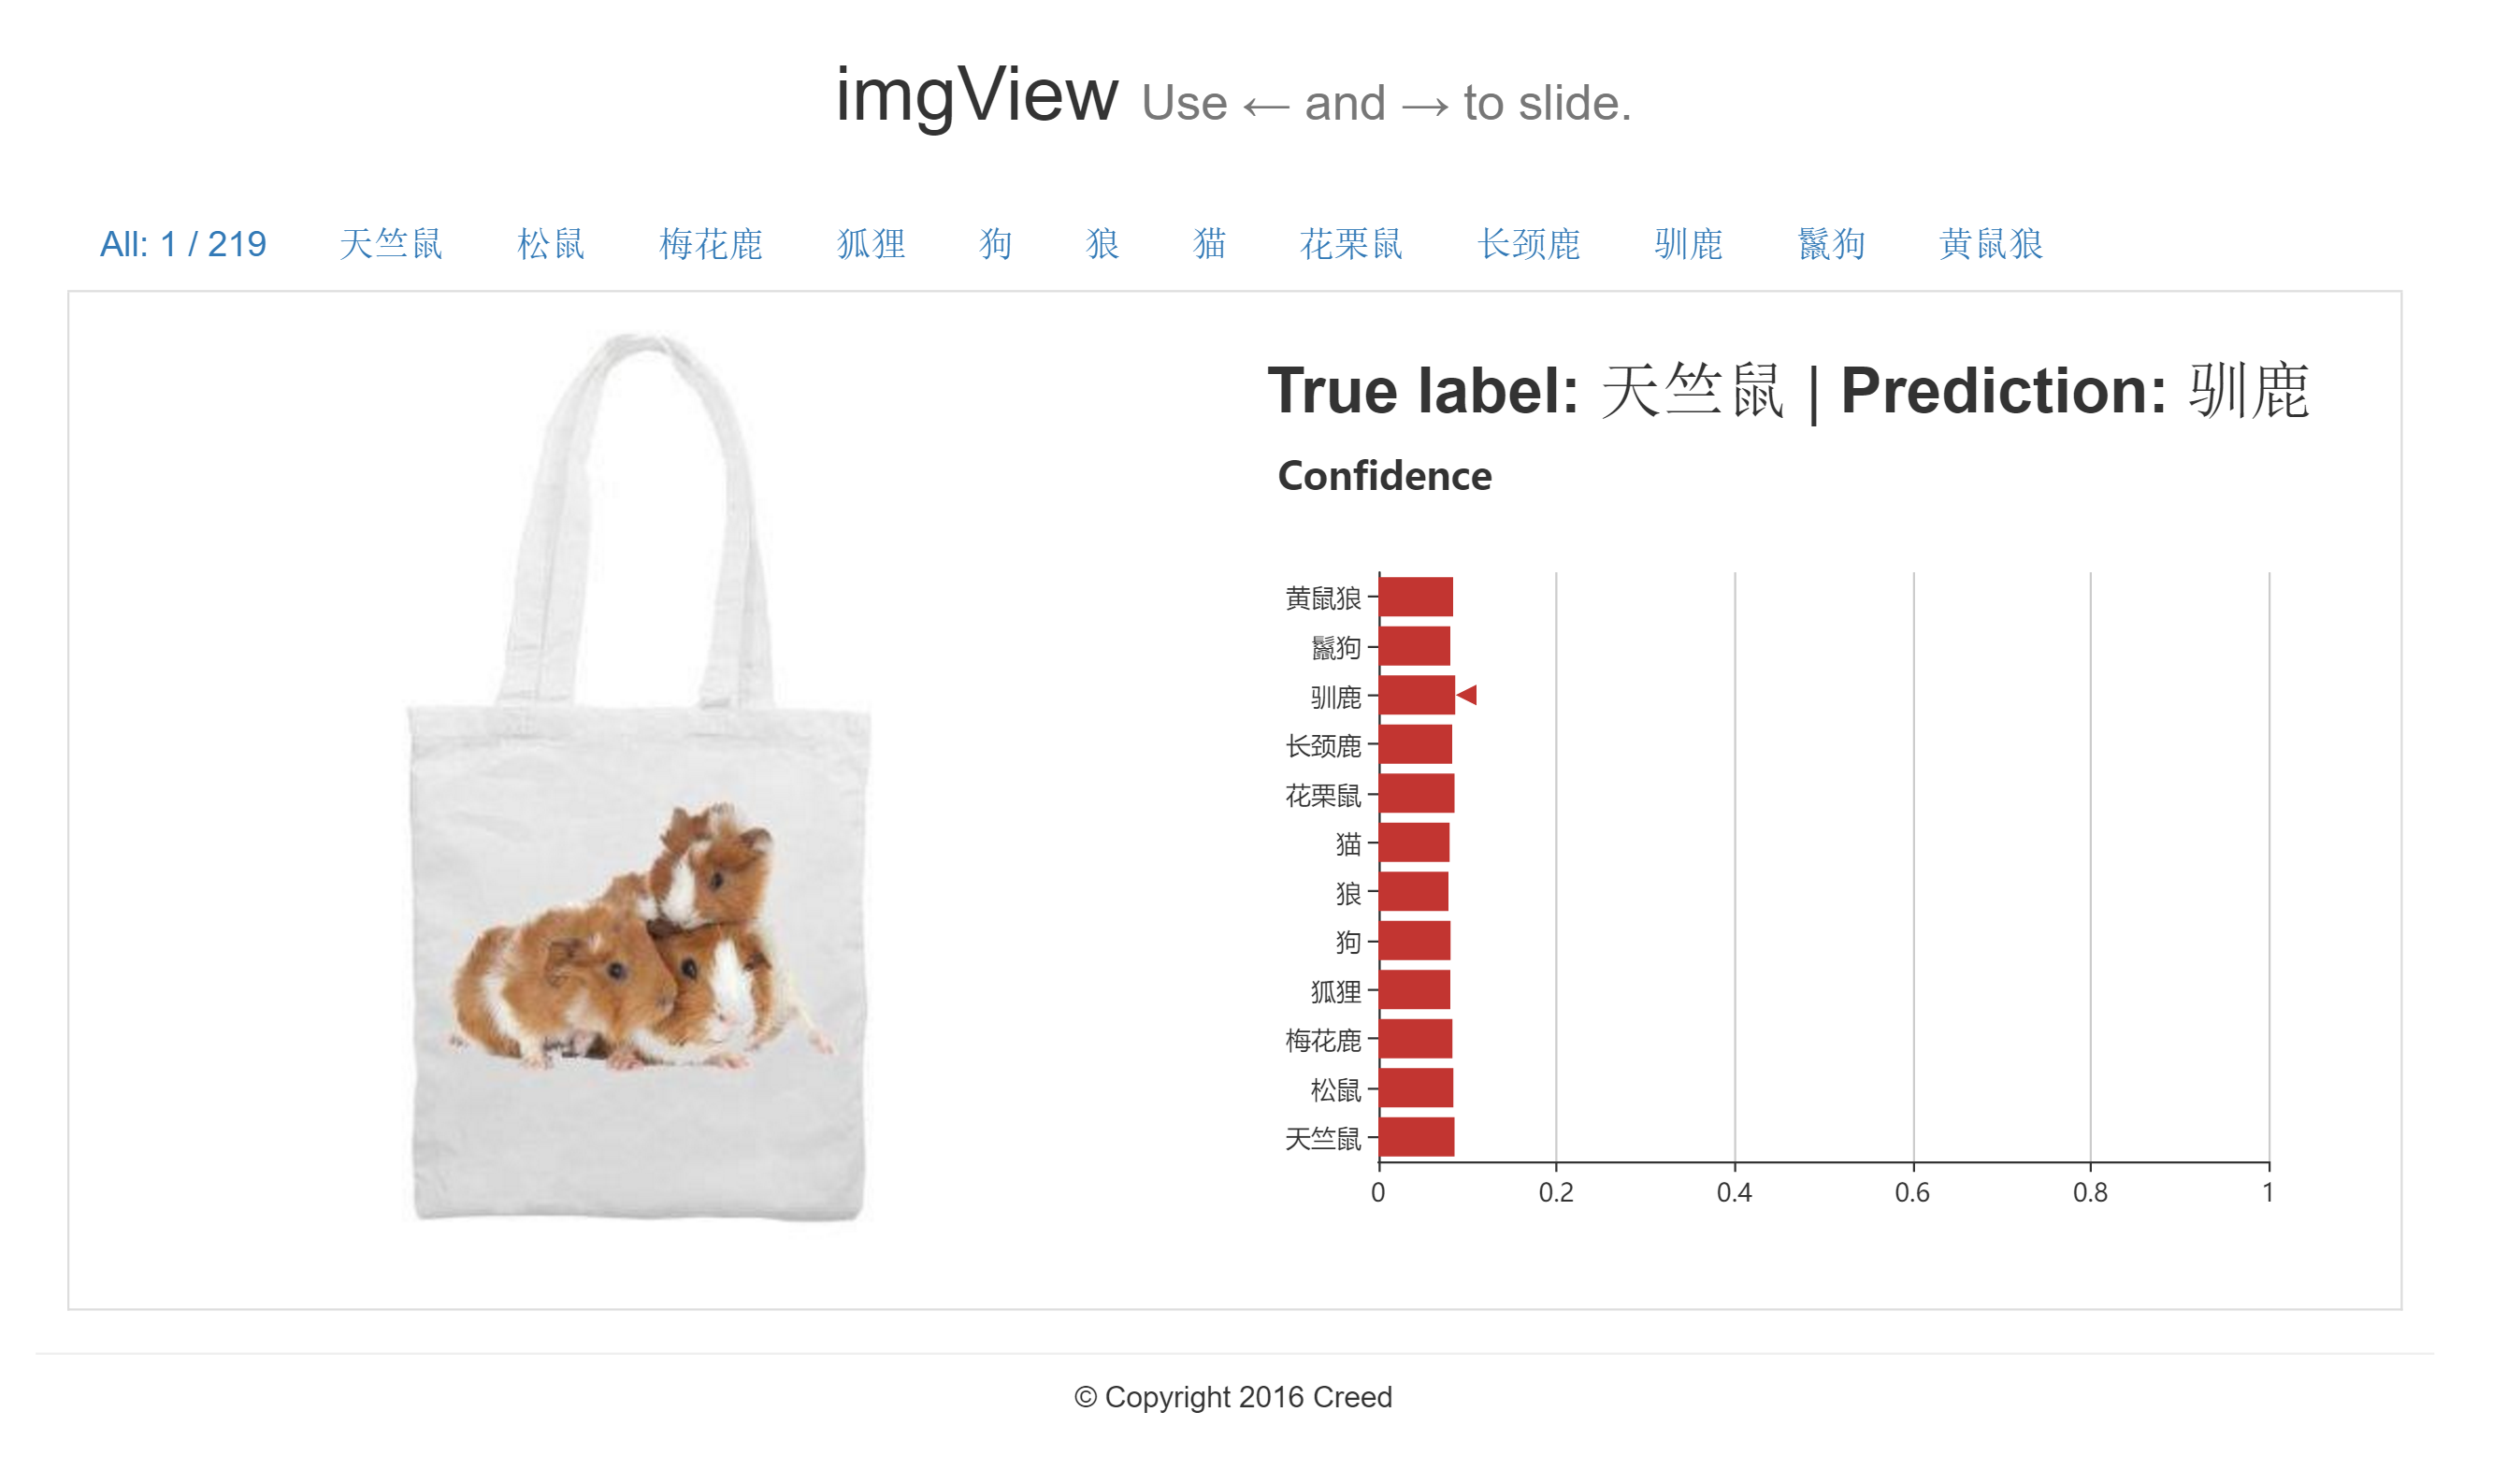 imgView Use ← and → to slide.
All: 1 / 219 天竺鼠 松鼠 梅花鹿 狐狸 狗 狼 猫 花栗鼠 长颈鹿 驯鹿 鬣狗 黄鼠狼
True label: 天竺鼠 | Prediction: 驯鹿
Confidence
黄鼠狼
鬣狗
驯鹿
长颈鹿
花栗鼠
猫
狼
狗
狐狸
梅花鹿
松鼠
天竺鼠
0 0.2 0.4 0.6 0.8 1
© Copyright 2016 Creed